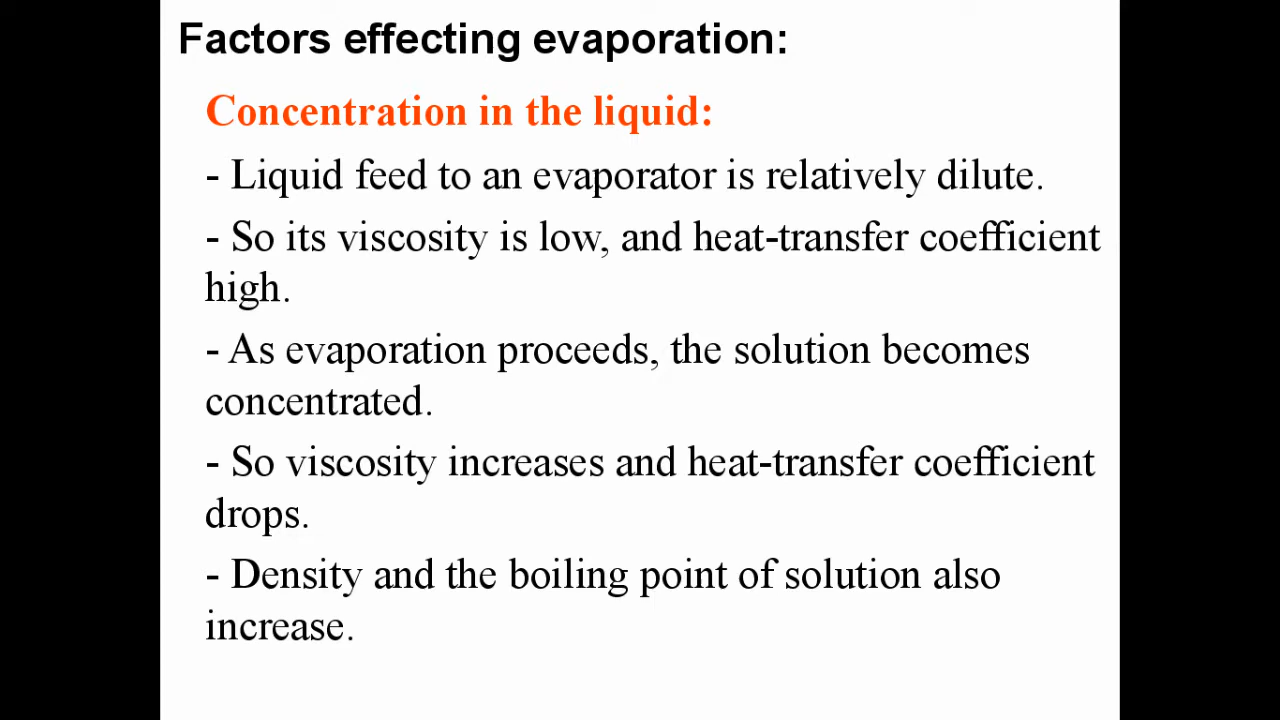 Factors effecting evaporation:
Concentration in the liquid:
- Liquid feed to an evaporator is relatively dilute.
- So its viscosity is low, and heat-transfer coefficient
high.
- As evaporation proceeds, the solution becomes
concentrated.
- So viscosity increases and heat-transfer coefficient
drops.
- Density and the boiling point of solution also
increase.